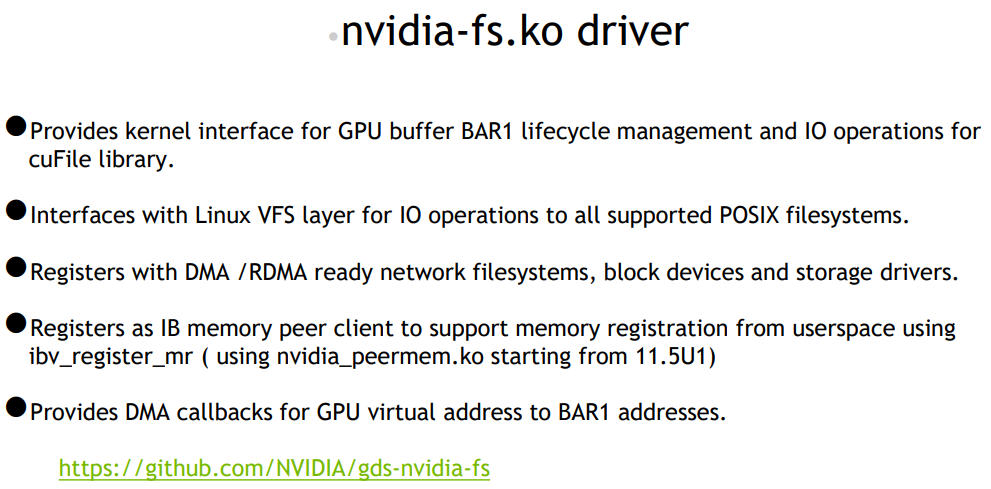 •nvidia-fs.ko driver
●Provides kernel interface for GPU buffer BAR1 lifecycle management and IO operations for
cuFile library.
●Interfaces with Linux VFS layer for IO operations to all supported POSIX filesystems.
●Registers with DMA /RDMA ready network filesystems, block devices and storage drivers.
●Registers as IB memory peer client to support memory registration from userspace using
ibv_register_mr ( using nvidia_peermem.ko starting from 11.5U1)
●Provides DMA callbacks for GPU virtual address to BAR1 addresses.
https://github.com/NVIDIA/gds-nvidia-fs